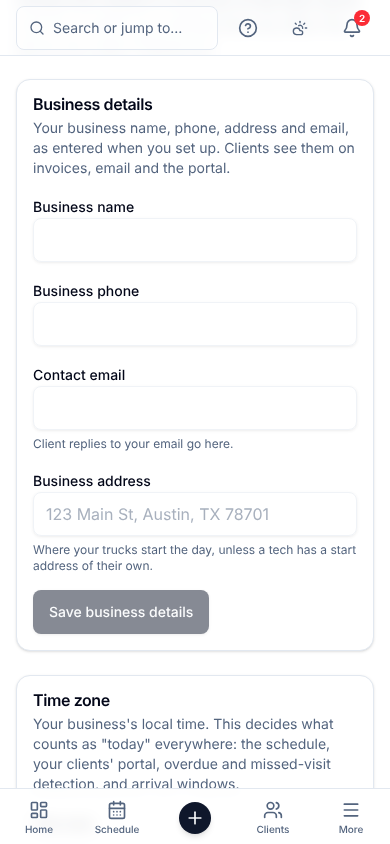 Search or jump to...
2
Business details
Your business name, phone, address and email,
as entered when you set up. Clients see them on
invoices, email and the portal.
Business name
Business phone
Contact email
Client replies to your email go here.
Business address
123 Main St, Austin, TX 78701
Where your trucks start the day, unless a tech has a start
address of their own.
Save business details
Time zone
Your business's local time. This decides what
counts as "today" everywhere: the schedule,
your clients' portal, overdue and missed-visit
detection, and arrival windows.
Home
Schedule
Clients
More